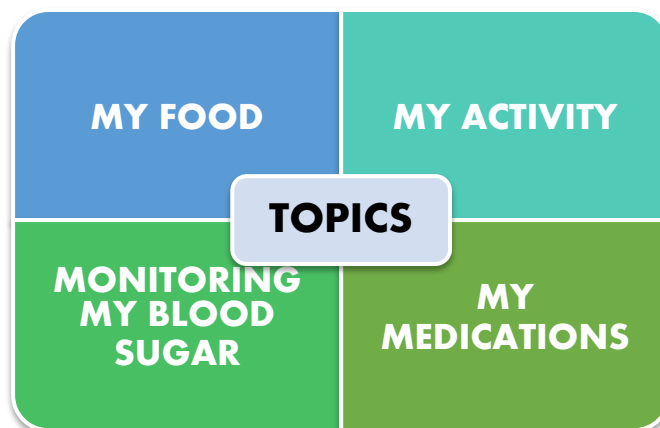 MY FOOD
MY ACTIVITY
TOPICS
MONITORING
MY BLOOD
SUGAR
MY
MEDICATIONS